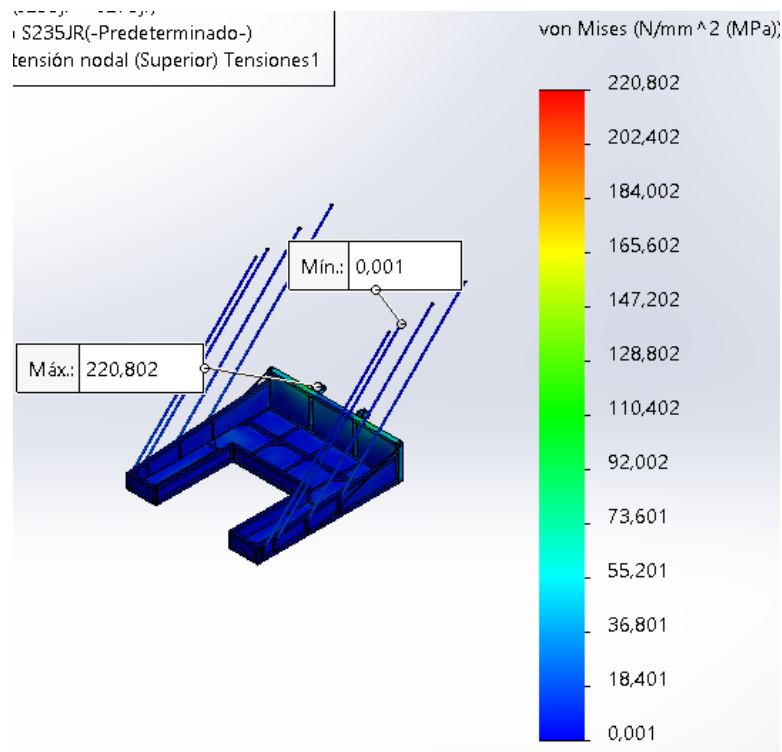 S235JR(-Predeterminado-)
tensión nodal (Superior) Tensiones1
von Mises (N/mm^2 (MPa))
220,802
202,402
184,002
165,602
147,202
128,802
110,402
92,002
73,601
55,201
36,801
18,401
0,001
Mín.: 0,001
Máx.: 220,802